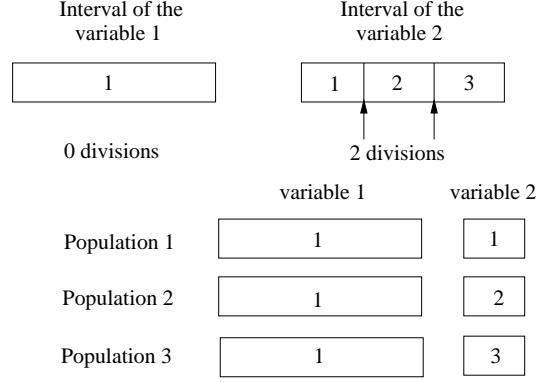 Interval of the variable 1
Interval of the variable 2
1
1 2 3
0 divisions
2 divisions
variable 1 variable 2
Population 1 1 1
Population 2 1 2
Population 3 1 3